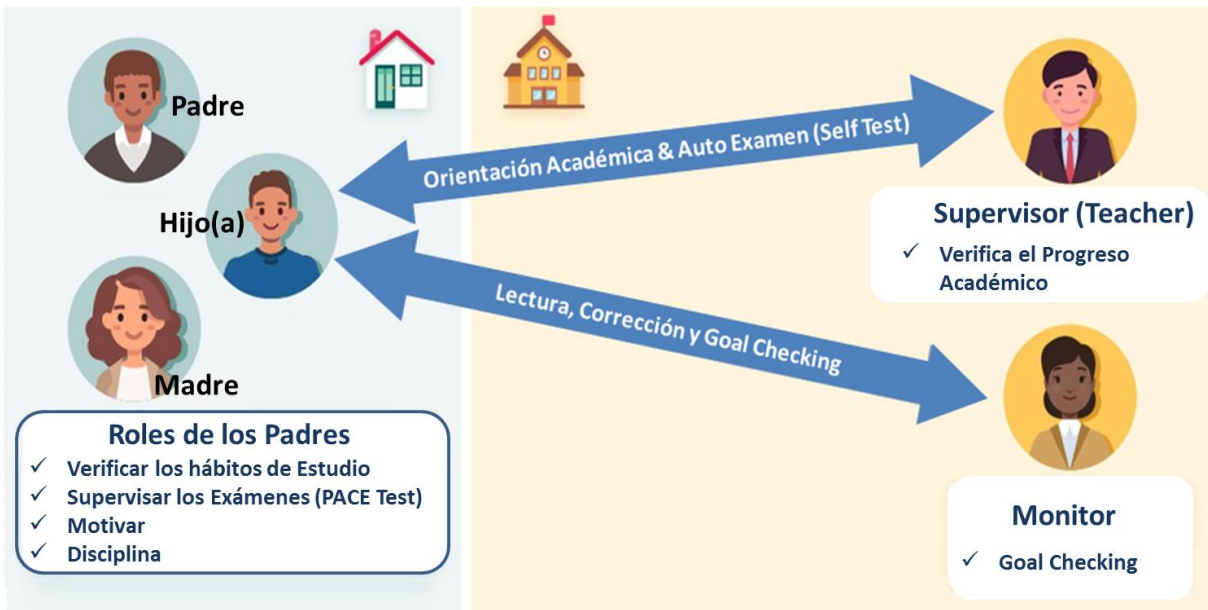 Padre
Hijo(a)
Madre
Roles de los Padres
✓ Verificar los hábitos de Estudio
✓ Supervisar los Exámenes (PACE Test)
✓ Motivar
✓ Disciplina
Orientación Académica & Auto Examen (Self Test)
Lectura, Corrección y Goal Checking
Supervisor (Teacher)
✓ Verifica el Progreso
Académico
Monitor
✓ Goal Checking